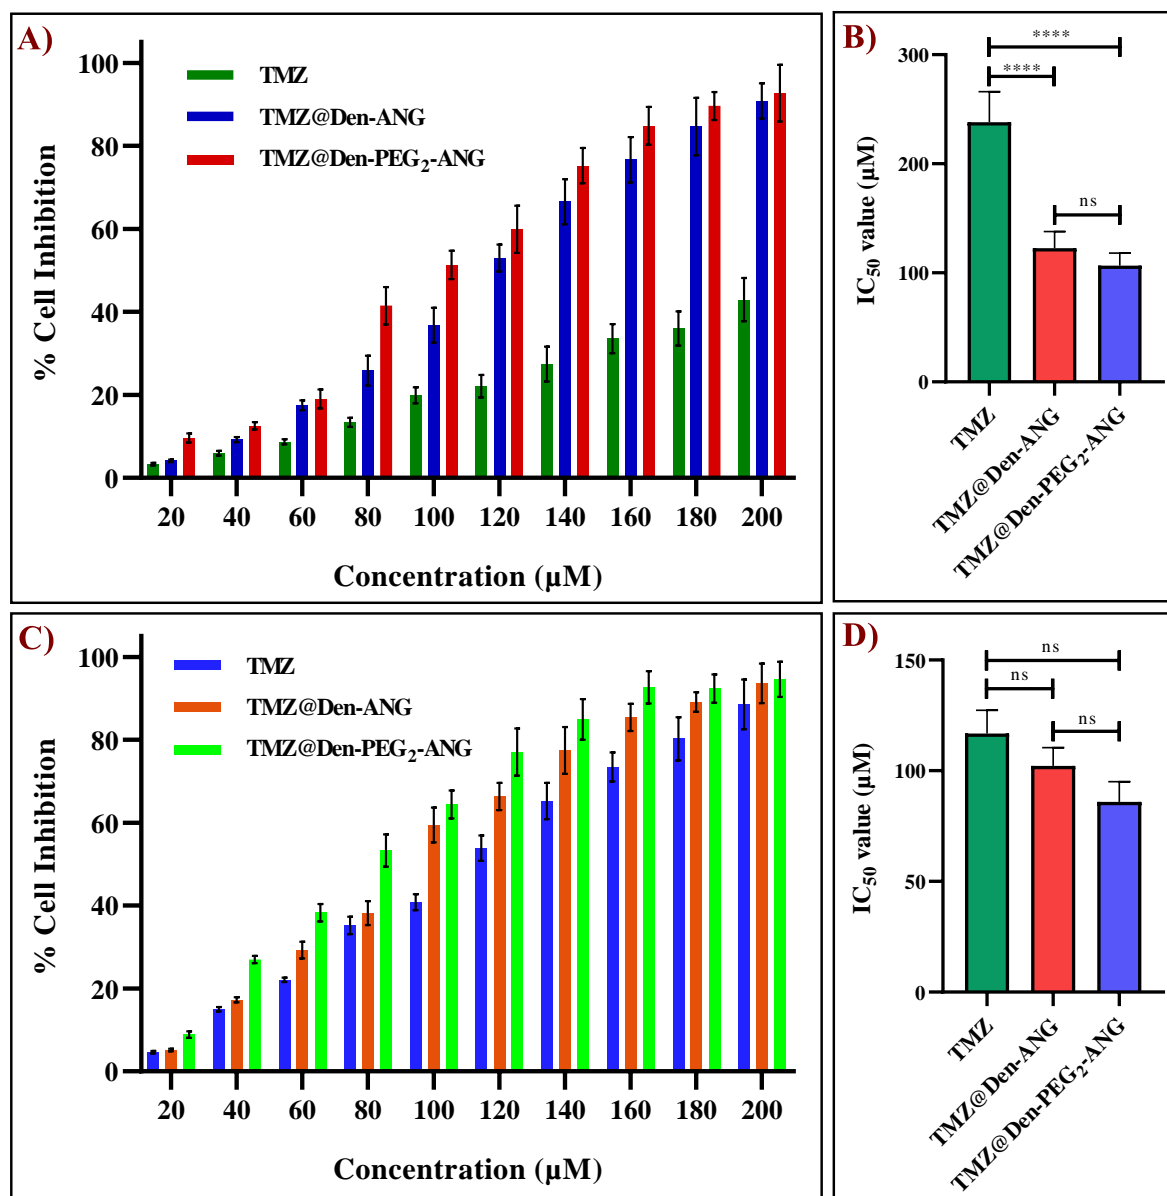 A)
100
80
60
40
20
0
% Cell Inhibition
TMZ
TMZ@Den-ANG
TMZ@Den-PEG₂-ANG
20 40 60 80 100 120 140 160 180 200
Concentration (µM)
B)
300
200
100
0
IC₅₀ value (µM)
****
****
ns
TMZ
TMZ@Den-ANG
TMZ@Den-PEG₂-ANG
C)
100
80
60
40
20
0
% Cell Inhibition
TMZ
TMZ@Den-ANG
TMZ@Den-PEG₂-ANG
20 40 60 80 100 120 140 160 180 200
Concentration (µM)
D)
150
100
50
0
IC₅₀ value (µM)
ns
ns
ns
TMZ
TMZ@Den-ANG
TMZ@Den-PEG₂-ANG